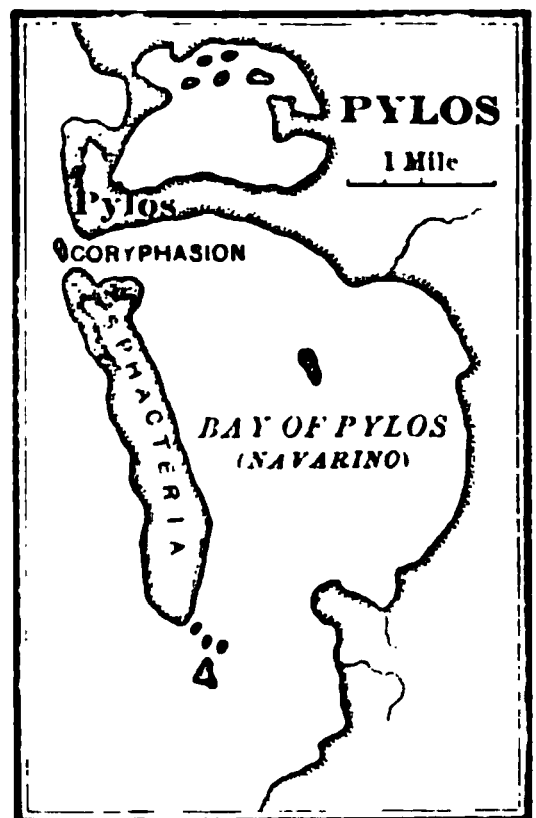 PYLOS
1 Mile
Pylos
CORYPHASION
SPHACTERIA
BAY OF PYLOS
(NAVARINO)